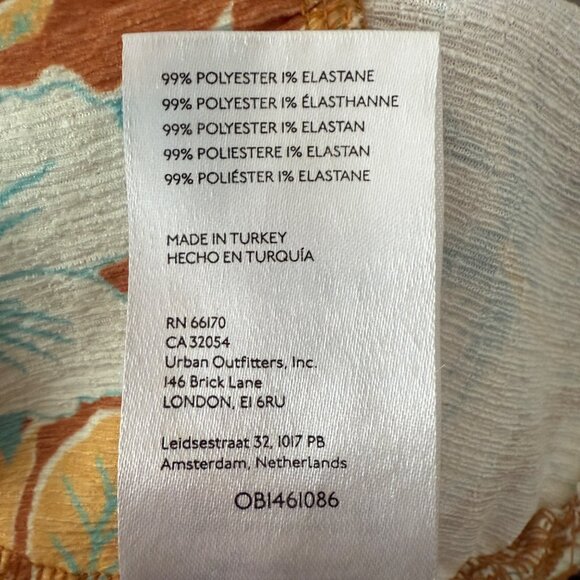 99% POLYESTER 1% ELASTANE
99% POLYESTER 1% ÉLASTHANNE
99% POLYESTER 1% ELASTAN
99% POLIESTERE 1% ELASTAN
99% POLIÉSTER 1% ELASTANE
MADE IN TURKEY
HECHO EN TURQUÍA
RN 66170
CA 32054
Urban Outfitters, Inc.
146 Brick Lane
LONDON, E1 6RU
Leidsestraat 32, 1017 PB
Amsterdam, Netherlands
OB1461086